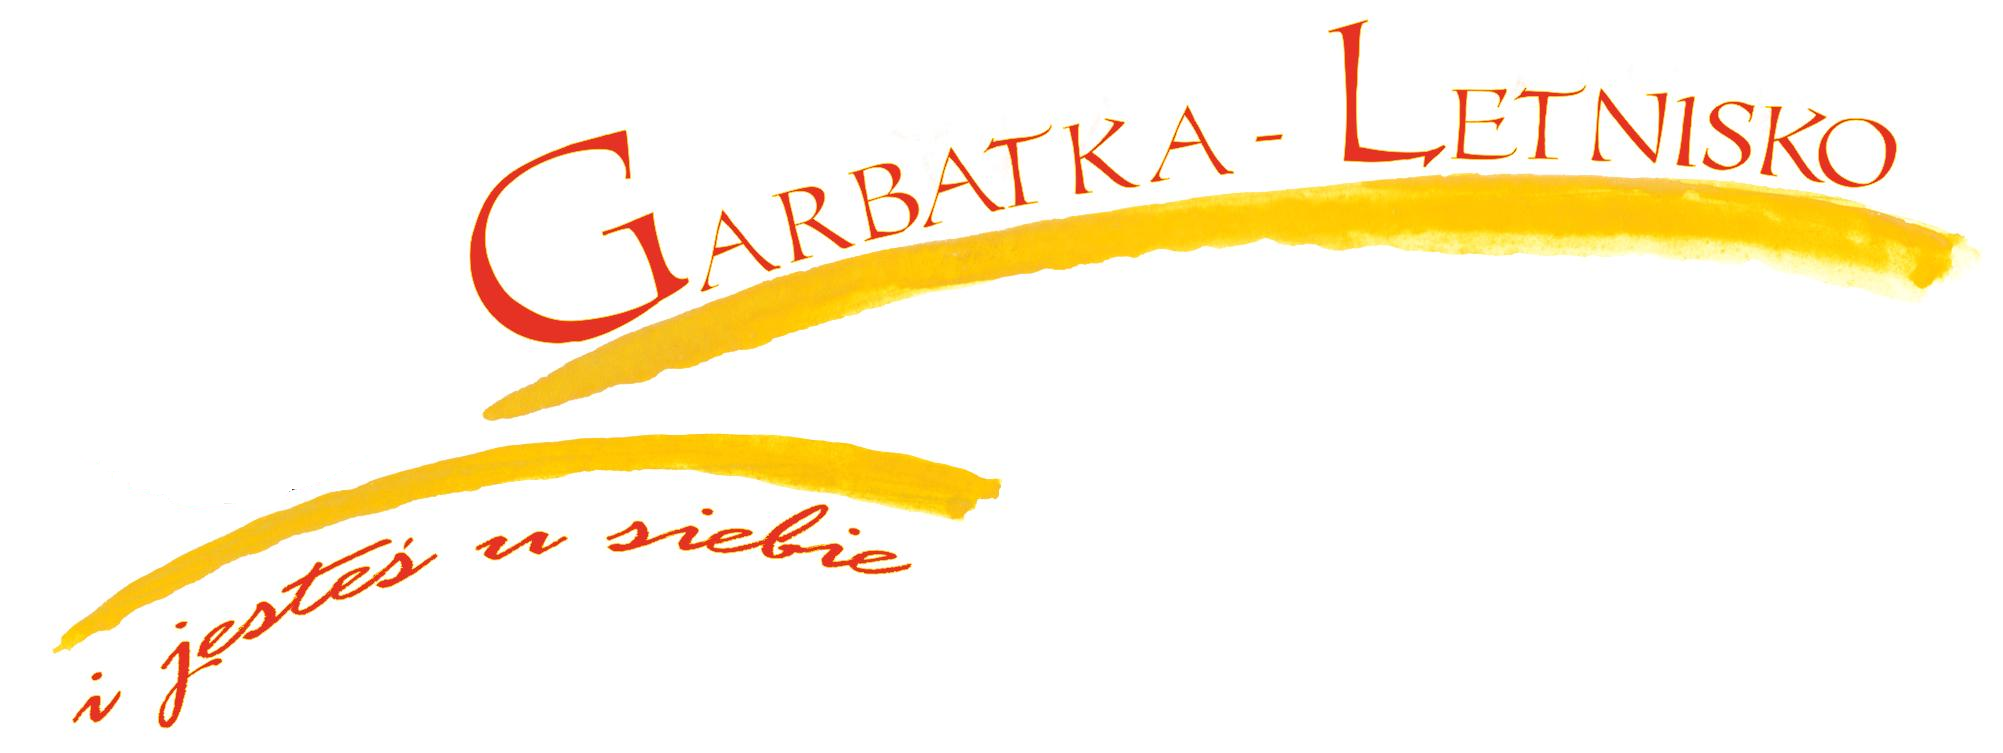 GARBATKA - LETNISKO
i jesteś u siebie